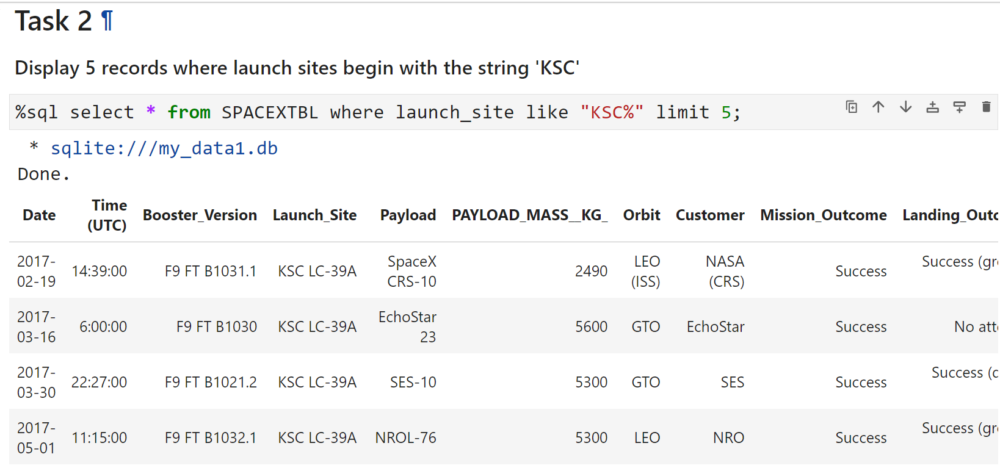 Task 2 ¶
Display 5 records where launch sites begin with the string 'KSC'
%sql select * from SPACEXTBL where launch_site like "KSC%" limit 5;
* sqlite:///my_data1.db
Done.
Date Time (UTC) Booster_Version Launch_Site Payload PAYLOAD_MASS__KG_ Orbit Customer Mission_Outcome
2017-02-19 14:39:00 F9 FT B1031.1 KSC LC-39A SpaceX CRS-10 2490 LEO (ISS) NASA (CRS) Success Success
2017-03-16 6:00:00 F9 FT B1030 KSC LC-39A EchoStar 23 5600 GTO EchoStar Success No
2017-03-30 22:27:00 F9 FT B1021.2 KSC LC-39A SES-10 5300 GTO SES Success Success
2017-05-01 11:15:00 F9 FT B1032.1 KSC LC-39A NROL-76 5300 LEO NRO Success Success